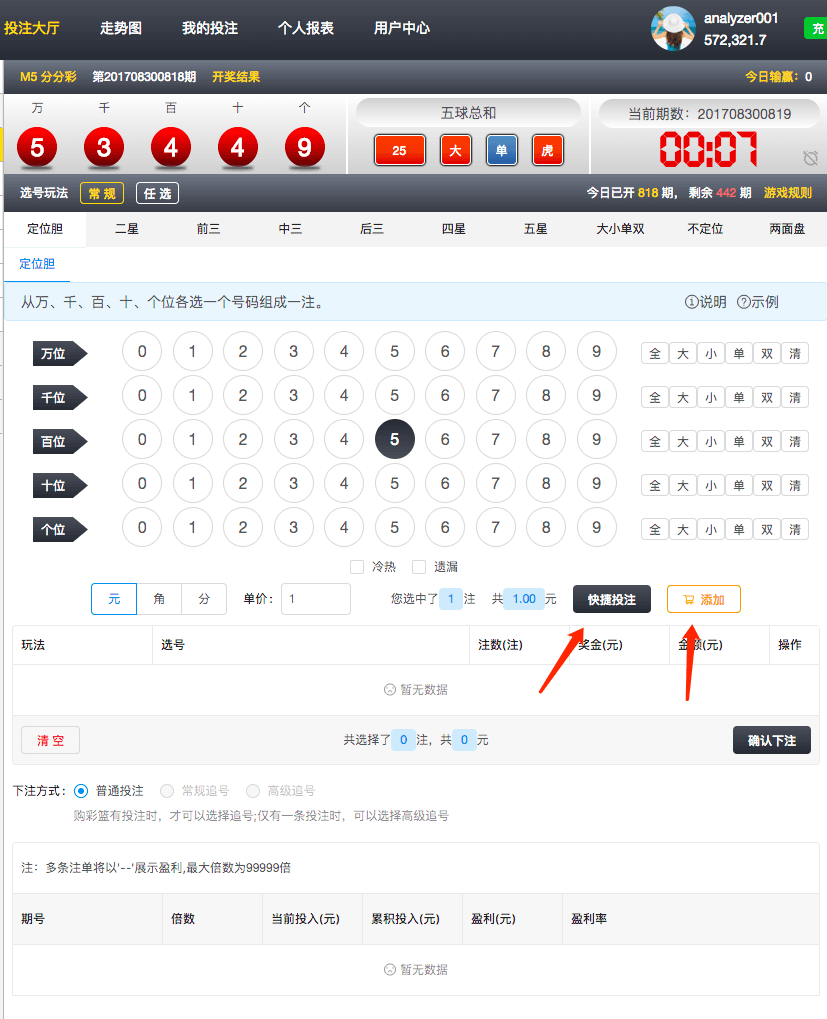 投注大厅 走势图 我的投注 个人报表 用户中心 analyzer001 充
572,321.7
M5 分分彩 第201708300818期 开奖结果 今日输赢：0
万 千 百 十 个 五球总和 当前期数：201708300819
5 3 4 4 9 25 大 单 虎 00:07
选号玩法 常规 任选 今日已开 818 期， 剩余 442 期 游戏规则
定位胆 二星 前三 中三 后三 四星 五星 大小单双 不定位 两面盘
定位胆
从万、千、百、十、个位各选一个号码组成一注。 说明 示例
万位 0 1 2 3 4 5 6 7 8 9 全 大 小 单 双 清
千位 0 1 2 3 4 5 6 7 8 9 全 大 小 单 双 清
百位 0 1 2 3 4 5 6 7 8 9 全 大 小 单 双 清
十位 0 1 2 3 4 5 6 7 8 9 全 大 小 单 双 清
个位 0 1 2 3 4 5 6 7 8 9 全 大 小 单 双 清
冷热 遗漏
元 角 分 单价： 1 您选中了 1 注 共 1.00 元 快捷投注 添加
玩法 选号 注数(注) 奖金(元) 金额(元) 操作
暂无数据
清 空 共选择了 0 注，共 0 元 确认下注
下注方式： 普通投注 常规追号 高级追号
购彩篮有投注时，才可以选择追号;仅有一条投注时，可以选择高级追号
注：多条注单将以'--'展示盈利,最大倍数为99999倍
期号 倍数 当前投入(元) 累积投入(元) 盈利(元) 盈利率
暂无数据